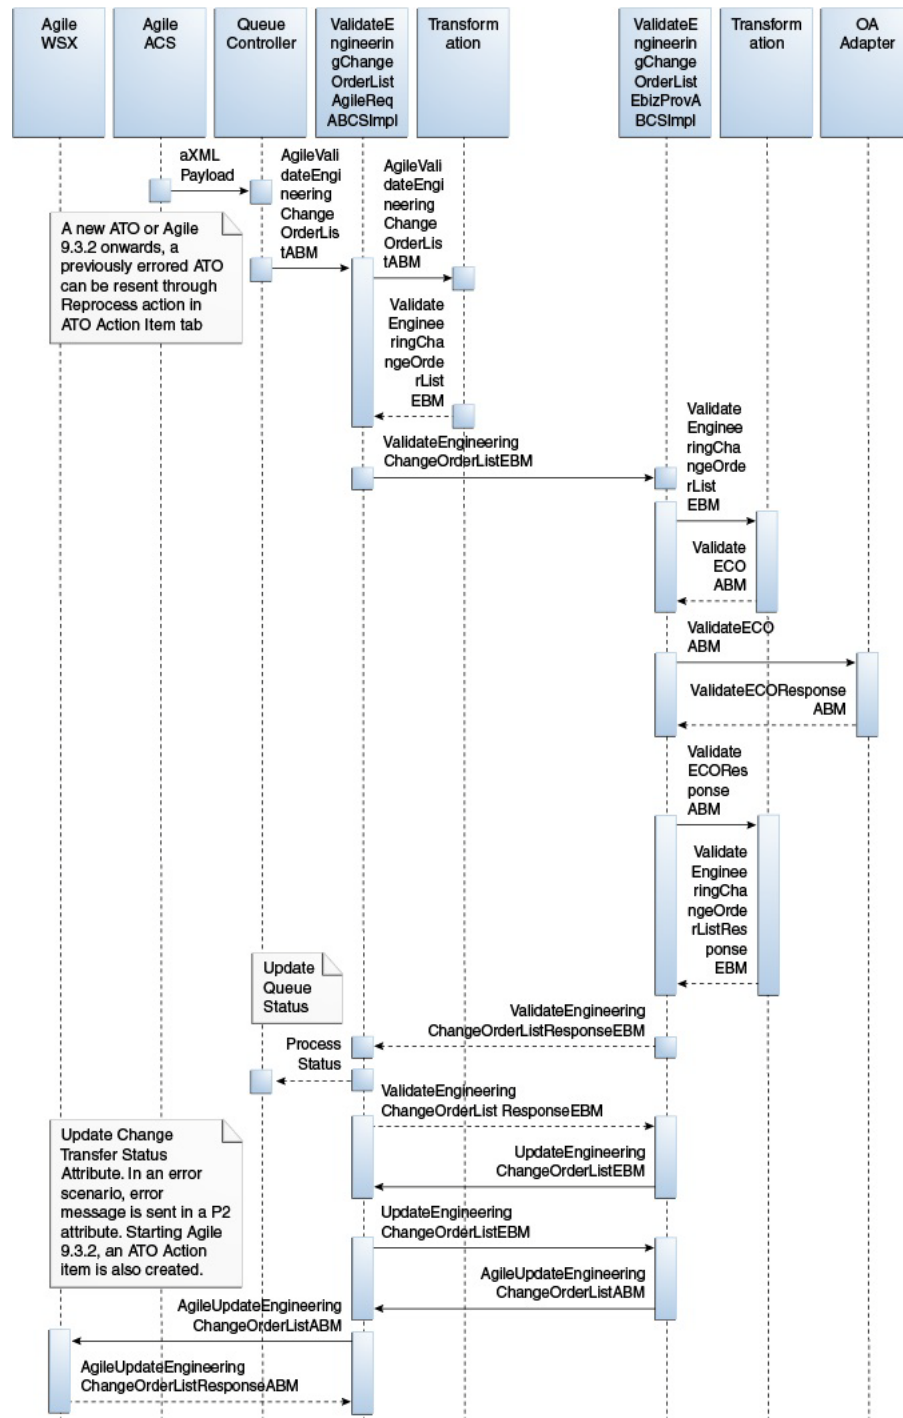 Agile
WSX
Agile
ACS
Queue
Controller
ValidateE
ngineerin
gChange
OrderList
AgileReq
ABCSImpl
Transform
ation
ValidateE
ngineerin
gChange
OrderList
EbizProvA
BCSImpl
Transform
ation
OA
Adapter
aXML
Payload
AgileVali
dateEngi
neering
Change
OrderLis
tABM
AgileVali
dateEngi
neering
Change
OrderLis
tABM
A new ATO or Agile
9.3.2 onwards, a
previously errored ATO
can be resent through
Reprocess action in
ATO Action Item tab
Validate
Enginee
ringCha
ngeOrde
rList
EBM
ValidateEngineering
ChangeOrderListEBM
Validate
Enginee
ringCha
ngeOrde
rList
EBM
Validate
ECO
ABM
ValidateECO
ABM
ValidateECOResponse
ABM
Validate
ECORes
ponse
ABM
Validate
Enginee
ringCha
ngeOrde
rListRes
ponse
EBM
Update
Queue
Status
ValidateEngineering
ChangeOrderListResponseEBM
Process
Status
ValidateEngineering
ChangeOrderList ResponseEBM
Update Change
Transfer Status
Attribute. In an error
scenario, error
message is sent in a P2
attribute. Starting Agile
9.3.2, an ATO Action
item is also created.
UpdateEngineering
ChangeOrderListEBM
UpdateEngineering
ChangeOrderListEBM
AgileUpdateEngineering
ChangeOrderListABM
AgileUpdateEngineering
ChangeOrderListABM
AgileUpdateEngineering
ChangeOrderListResponseABM